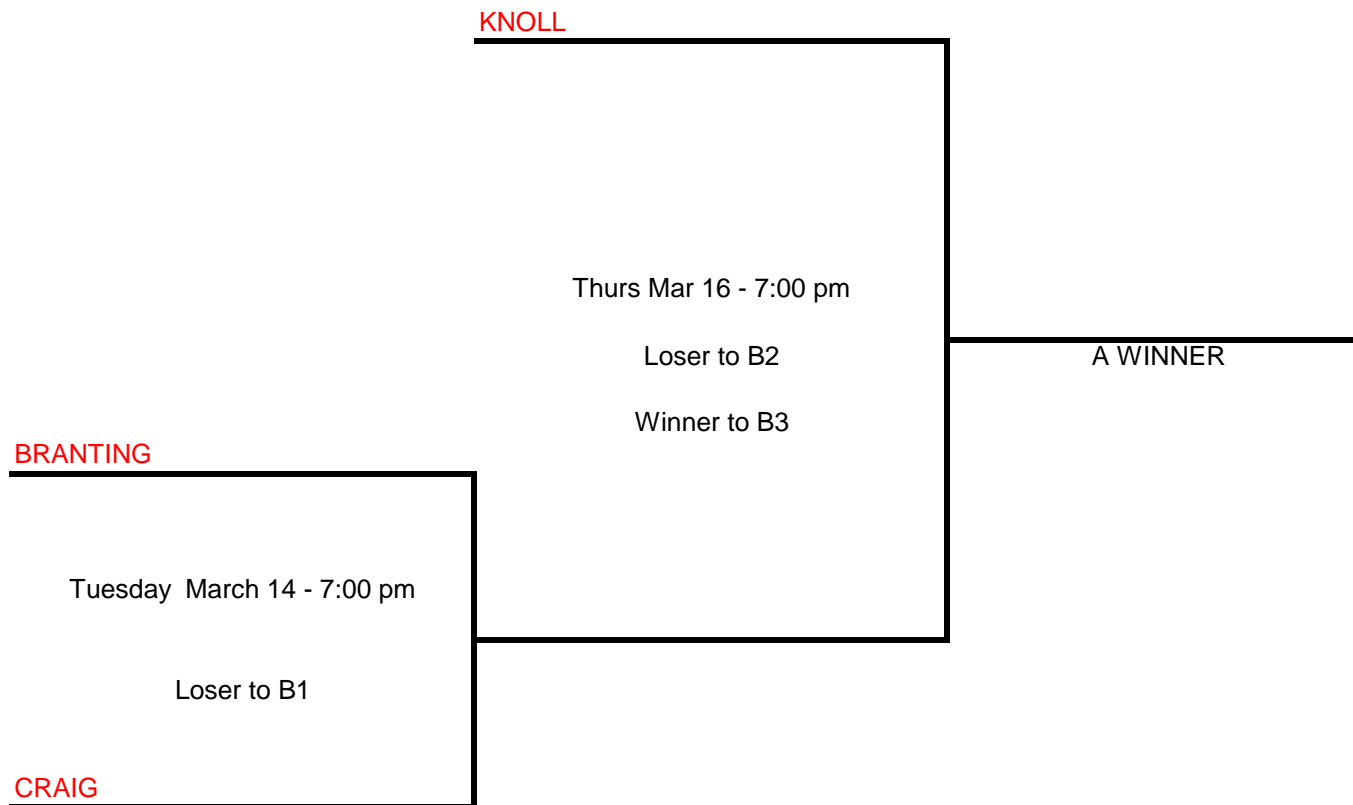 KNOLL
Thurs Mar 16 - 7:00 pm
Loser to B2
A WINNER
Winner to B3
BRANTING
Tuesday  March 14 - 7:00 pm
Loser to B1
CRAIG